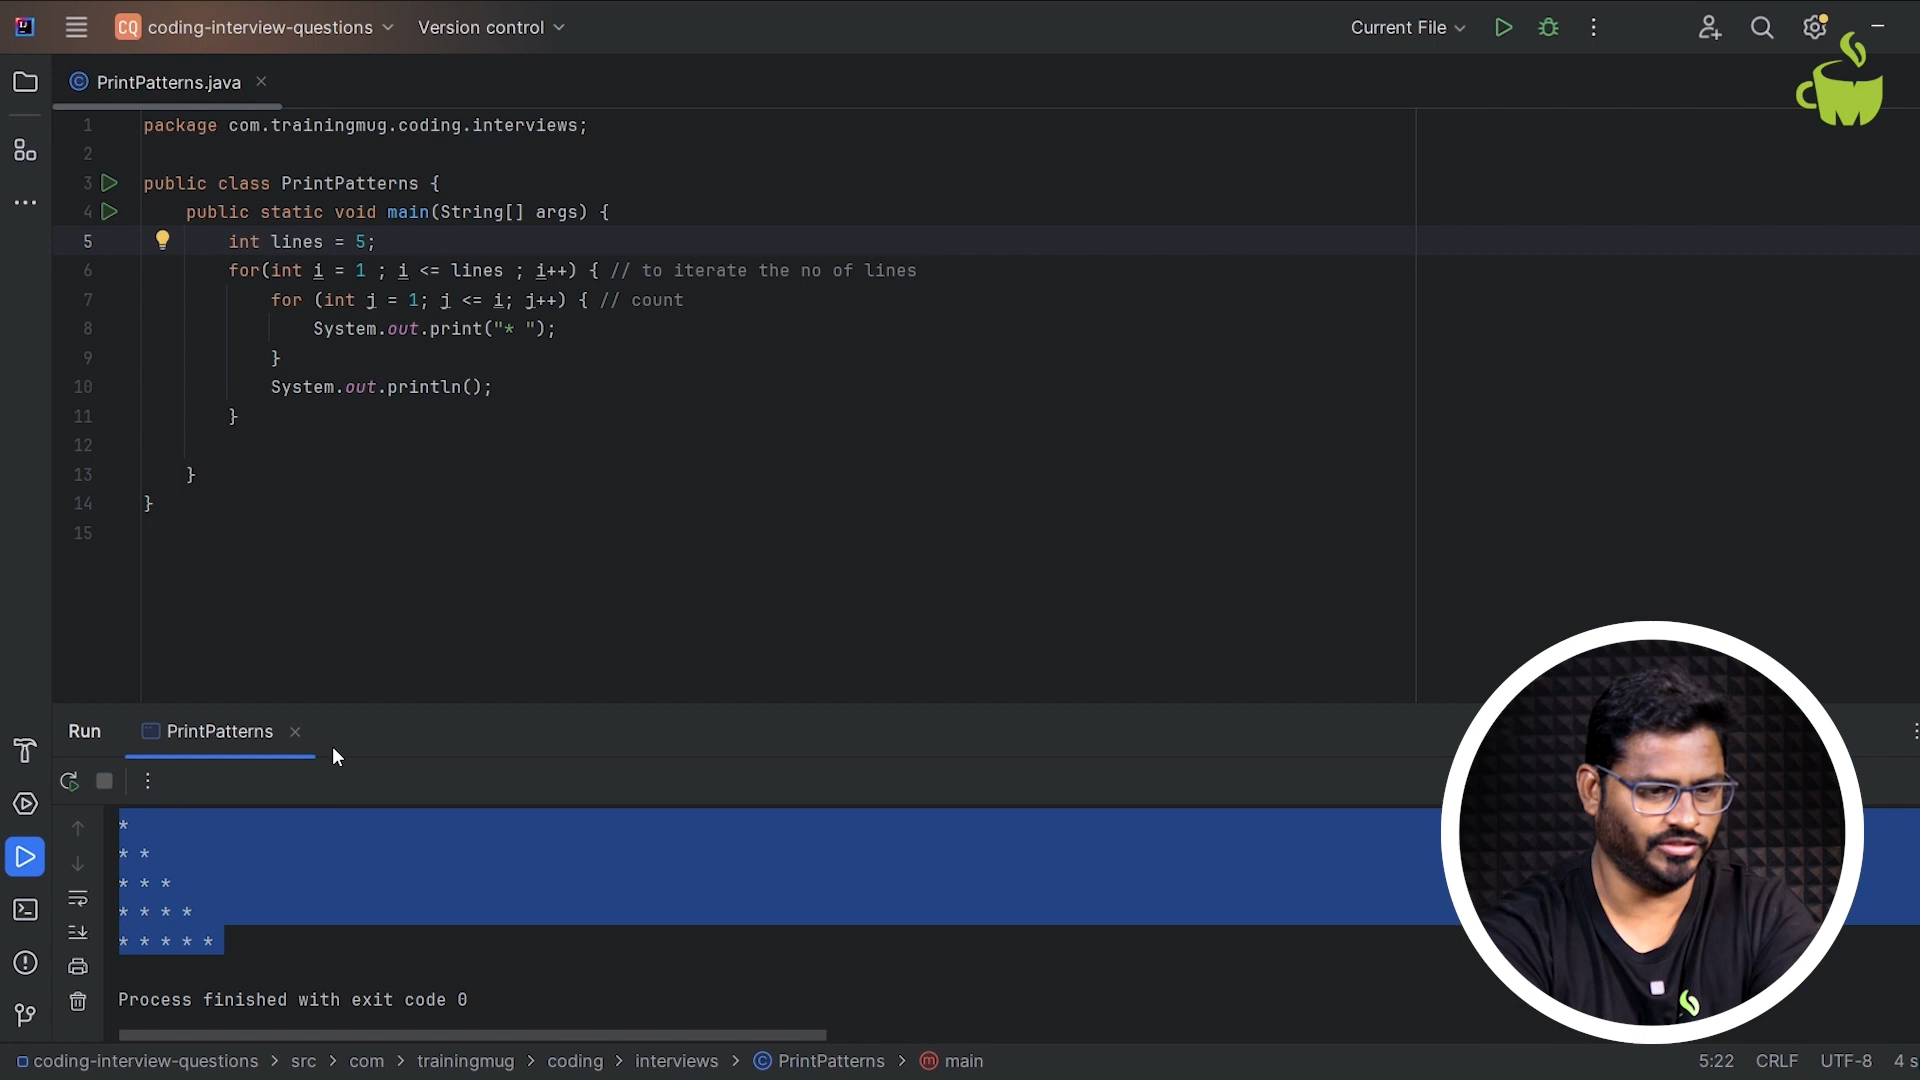 CQ coding-interview-questions Version control Current File
PrintPatterns.java
1 package com.trainingmug.coding.interviews;
2
3 public class PrintPatterns {
4 public static void main(String[] args) {
5 int lines = 5;
6 for(int i = 1 ; i <= lines ; i++) { // to iterate the no of lines
7 for (int j = 1; j <= i; j++) { // count
8 System.out.print("* ");
9 }
10 System.out.println();
11 }
12
13 }
14 }
15
Run PrintPatterns
*
* *
* * *
* * * *
* * * * *
Process finished with exit code 0
coding-interview-questions > src > com > trainingmug > coding > interviews > PrintPatterns > main 5:22 CRLF UTF-8 4 s